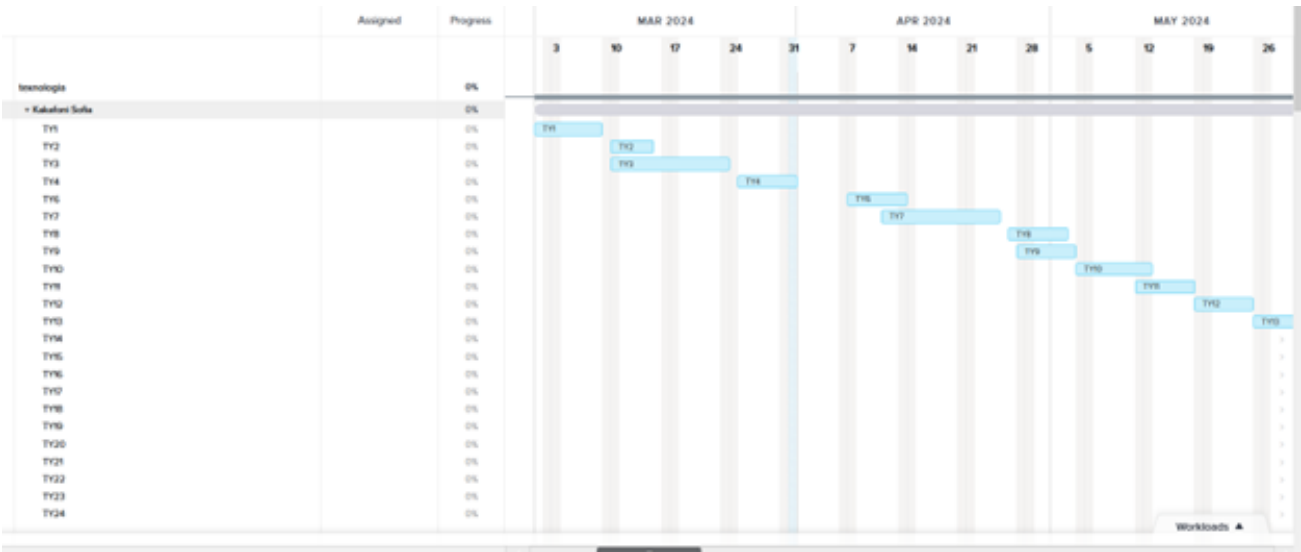 Assigned Progress MAR 2024 APR 2024 MAY 2024
3 10 17 24 31 7 14 21 28 5 12 19 26
texnologia 0%
Kakafoni Sofia 0%
TY1 0% TY1
TY2 0% TY2
TY3 0% TY3
TY4 0% TY4
TY6 0% TY6
TY7 0% TY7
TY8 0% TY8
TY9 0% TY9
TY10 0% TY10
TY11 0% TY11
TY12 0% TY12
TY13 0% TY13
TY14 0%
TY15 0%
TY16 0%
TY17 0%
TY18 0%
TY19 0%
TY20 0%
TY21 0%
TY22 0%
TY23 0%
TY24 0%
Workloads